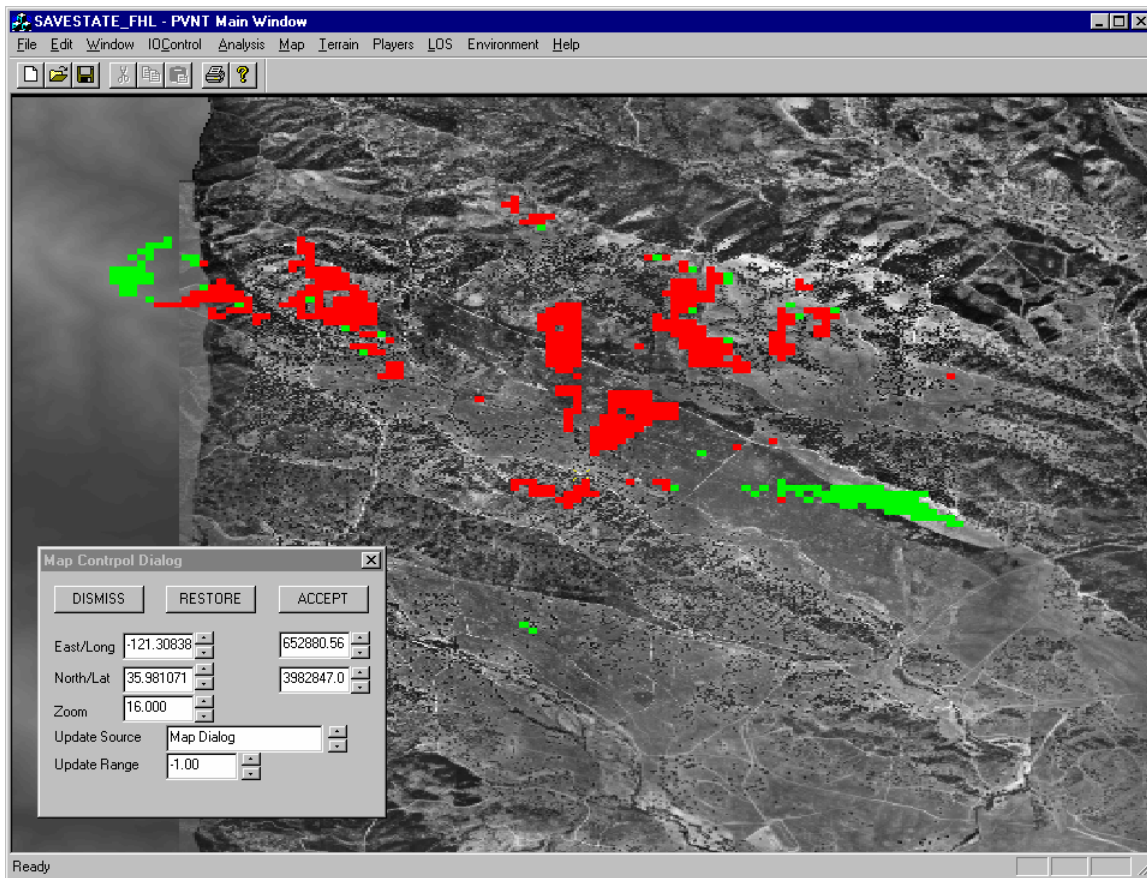 SAVESTATE_FHL - PVNT Main Window
File Edit Window IOControl Analysis Map Terrain Players LOS Environment Help
Map Contrpol Dialog
DISMISS RESTORE ACCEPT
East/Long -121.30838 652880.56
North/Lat 35.981071 3982847.0
Zoom 16.000
Update Source Map Dialog
Update Range -1.00
Ready